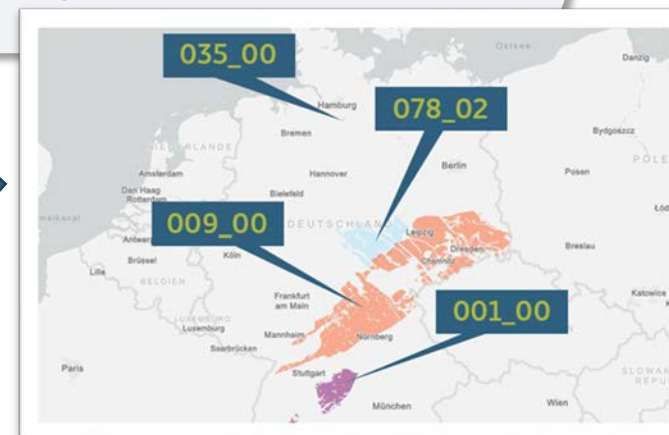 035_00
Ostsee
Danzig
Hamburg
078_02
Bremen
Bydgoszcz
Berlin
POLE
Amsterdam
Hannover
Posen
Den Haag
Rotterdam
Bielefeld
009_00
DEUTSCHLAND
Leipzig
Dresden
Breslau
Köln
Chemnitz
Brüssel
Lille
BELGIEN
Frankfurt
am Main
001_00
Katowice
LUXEMBURG
Luxemburg
Mannheim
Nürnberg
Saarbrücken
Paris
Stuttgart
SLOWAK
REPU
München
Wien